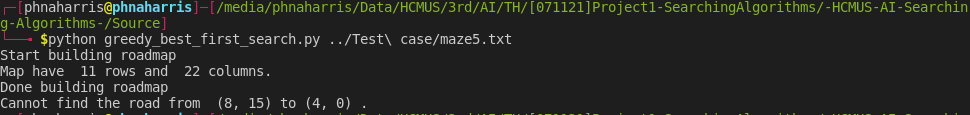 ┌─[phnaharris@phnaharris]─[/media/phnaharris/Data/HCMUS/3rd/AI/TH/[071121]Project1-SearchingAlgorithms/-HCMUS-AI-Searchin
g-Algorithms-/Source]
└──╼ $python greedy_best_first_search.py ../Test\ case/maze5.txt
Start building roadmap
Map have  11 rows and  22 columns.
Done building roadmap
Cannot find the road from  (8, 15) to (4, 0) .